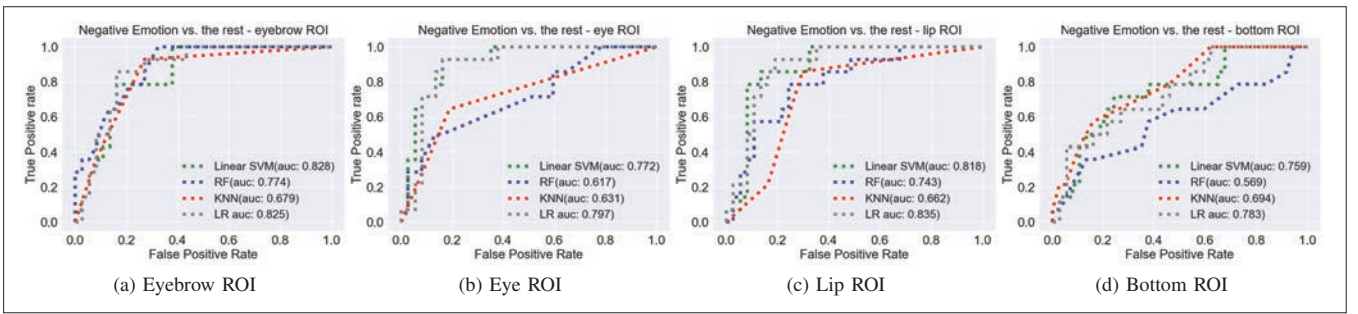 Negative Emotion vs. the rest - eyebrow ROI
True Positive rate
1.0
0.8
0.6
0.4
0.2
0.0
Linear SVM(auc: 0.828)
RF(auc: 0.774)
KNN(auc: 0.679)
LR auc: 0.825)
0.0 0.2 0.4 0.6 0.8 1.0
False Positive Rate
(a) Eyebrow ROI
Negative Emotion vs. the rest - eye ROI
True Positive rate
1.0
0.8
0.6
0.4
0.2
0.0
Linear SVM(auc: 0.772)
RF(auc: 0.617)
KNN(auc: 0.631)
LR auc: 0.797)
0.0 0.2 0.4 0.6 0.8 1.0
False Positive Rate
(b) Eye ROI
Negative Emotion vs. the rest - lip ROI
True Positive rate
1.0
0.8
0.6
0.4
0.2
0.0
Linear SVM(auc: 0.818)
RF(auc: 0.743)
KNN(auc: 0.662)
LR auc: 0.835)
0.0 0.2 0.4 0.6 0.8 1.0
False Positive Rate
(c) Lip ROI
Negative Emotion vs. the rest - bottom ROI
True Positive rate
1.0
0.8
0.6
0.4
0.2
0.0
Linear SVM(auc: 0.759)
RF(auc: 0.569)
KNN(auc: 0.694)
LR auc: 0.783)
0.0 0.2 0.4 0.6 0.8 1.0
False Positive Rate
(d) Bottom ROI